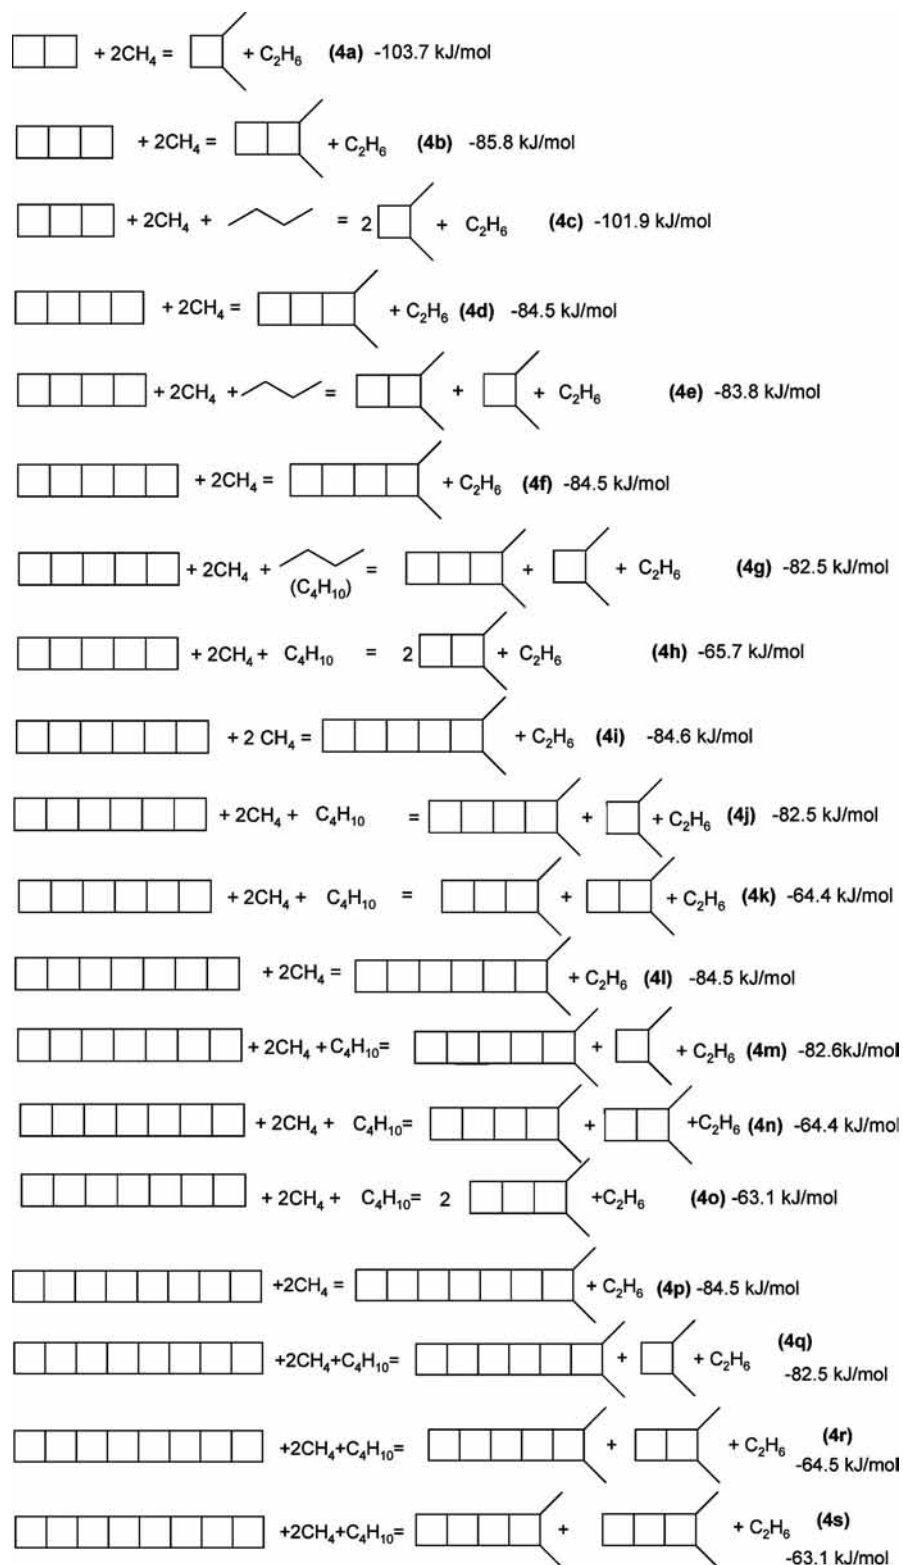 + 2CH₄ = + C₂H₆ (4a) -103.7 kJ/mol
+ 2CH₄ = + C₂H₆ (4b) -85.8 kJ/mol
+ 2CH₄ + = 2 + C₂H₆ (4c) -101.9 kJ/mol
+ 2CH₄ = + C₂H₆ (4d) -84.5 kJ/mol
+ 2CH₄ + = + + C₂H₆ (4e) -83.8 kJ/mol
+ 2CH₄ = + C₂H₆ (4f) -84.5 kJ/mol
+ 2CH₄ + (C₄H₁₀) = + + C₂H₆ (4g) -82.5 kJ/mol
+ 2CH₄ + C₄H₁₀ = 2 + C₂H₆ (4h) -65.7 kJ/mol
+ 2 CH₄ = + C₂H₆ (4i) -84.6 kJ/mol
+ 2CH₄ + C₄H₁₀ = + + C₂H₆ (4j) -82.5 kJ/mol
+ 2CH₄ + C₄H₁₀ = + + C₂H₆ (4k) -64.4 kJ/mol
+ 2CH₄ = + C₂H₆ (4l) -84.5 kJ/mol
+ 2CH₄ + C₄H₁₀= + + C₂H₆ (4m) -82.6kJ/mol
+ 2CH₄ + C₄H₁₀= + +C₂H₆ (4n) -64.4 kJ/mol
+ 2CH₄ + C₄H₁₀= 2 +C₂H₆ (4o) -63.1 kJ/mol
+2CH₄ = + C₂H₆ (4p) -84.5 kJ/mol
+2CH₄+C₄H₁₀= + + C₂H₆ (4q) -82.5 kJ/mol
+2CH₄+C₄H₁₀= + + C₂H₆ (4r) -64.5 kJ/mol
+2CH₄+C₄H₁₀= + + C₂H₆ (4s) -63.1 kJ/mol